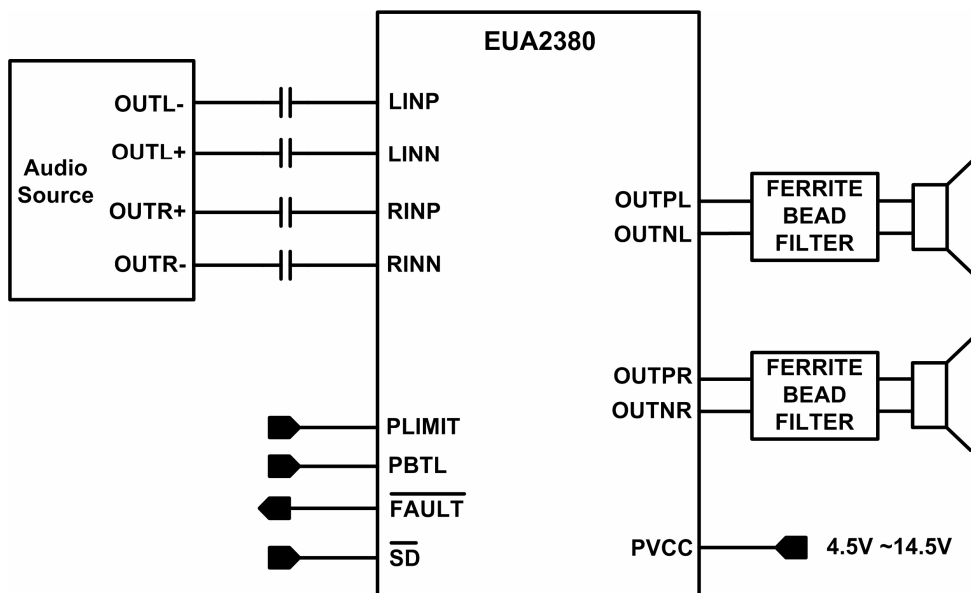 EUA2380
Audio
Source
OUTL-
OUTL+
OUTR+
OUTR-
LINP
LINN
RINP
RINN
PLIMIT
PBTL
FAULT
SD
OUTPL
OUTNL
FERRITE
BEAD
FILTER
OUTPR
OUTNR
FERRITE
BEAD
FILTER
PVCC
4.5V ~14.5V